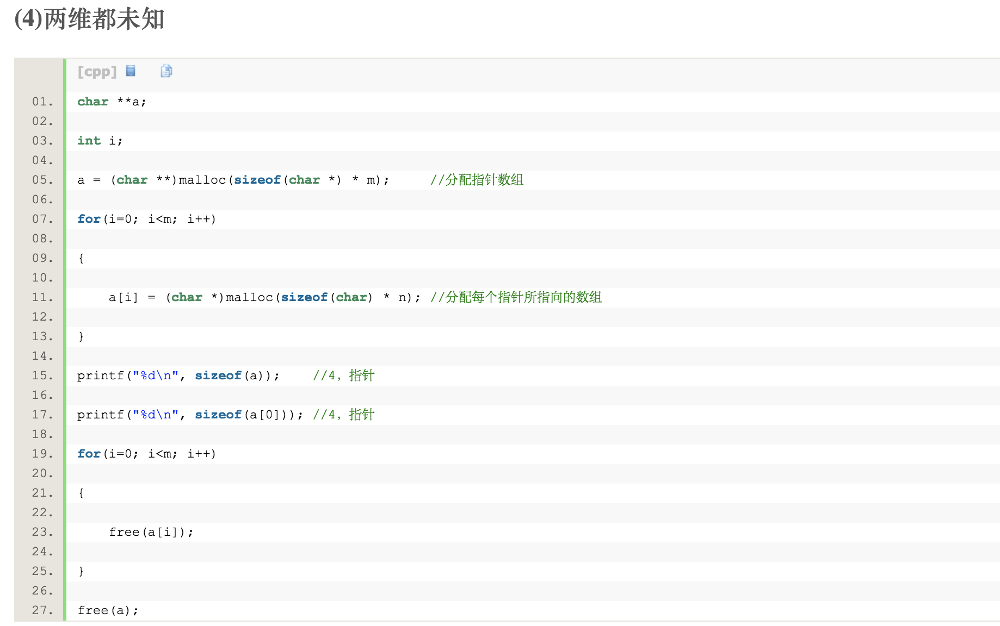 (4)两维都未知
[cpp]
01. char **a;
02.
03. int i;
04.
05. a = (char **)malloc(sizeof(char *) * m); //分配指针数组
06.
07. for(i=0; i<m; i++)
08.
09. {
10.
11. a[i] = (char *)malloc(sizeof(char) * n); //分配每个指针所指向的数组
12.
13. }
14.
15. printf("%d\n", sizeof(a)); //4，指针
16.
17. printf("%d\n", sizeof(a[0])); //4，指针
18.
19. for(i=0; i<m; i++)
20.
21. {
22.
23. free(a[i]);
24.
25. }
26.
27. free(a);